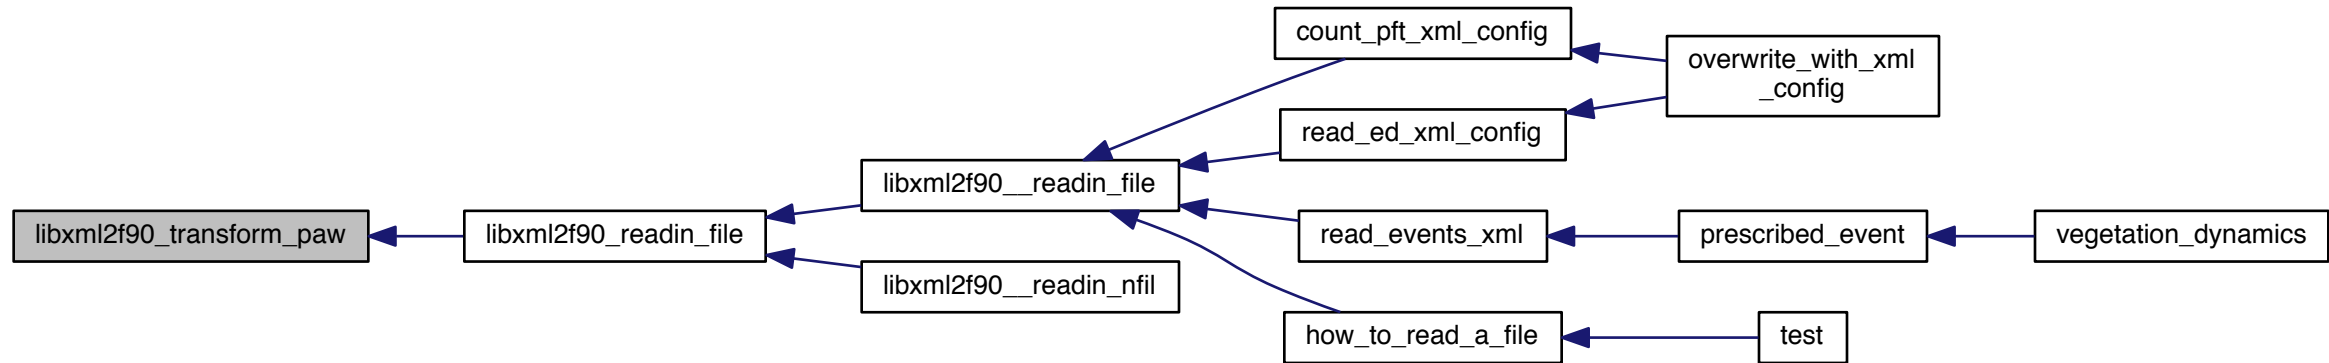 count_pft_xml_config
overwrite_with_xml
_config
read_ed_xml_config
libxml2f90__readin_file
libxml2f90_transform_paw
libxml2f90_readin_file
read_events_xml
prescribed_event
vegetation_dynamics
libxml2f90__readin_nfil
how_to_read_a_file
test